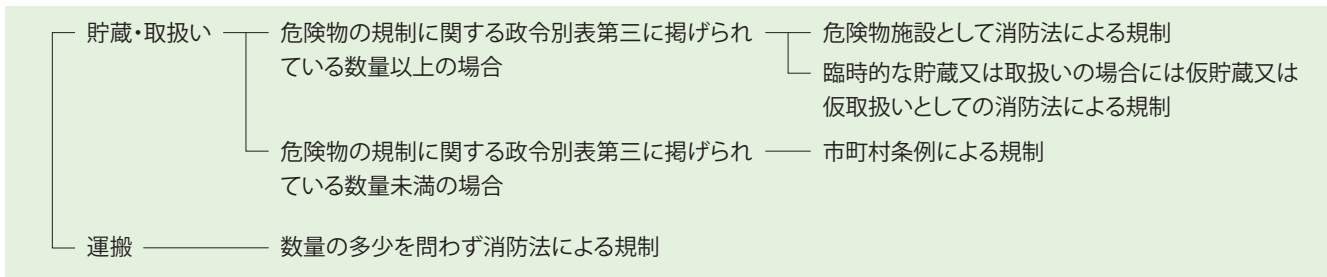 貯蔵・取扱い
危険物の規制に関する政令別表第三に掲げられ
ている数量以上の場合
危険物施設として消防法による規制
臨時的な貯蔵又は取扱いの場合には仮貯蔵又は
仮取扱いとしての消防法による規制
危険物の規制に関する政令別表第三に掲げられ
ている数量未満の場合
市町村条例による規制
運搬
数量の多少を問わず消防法による規制